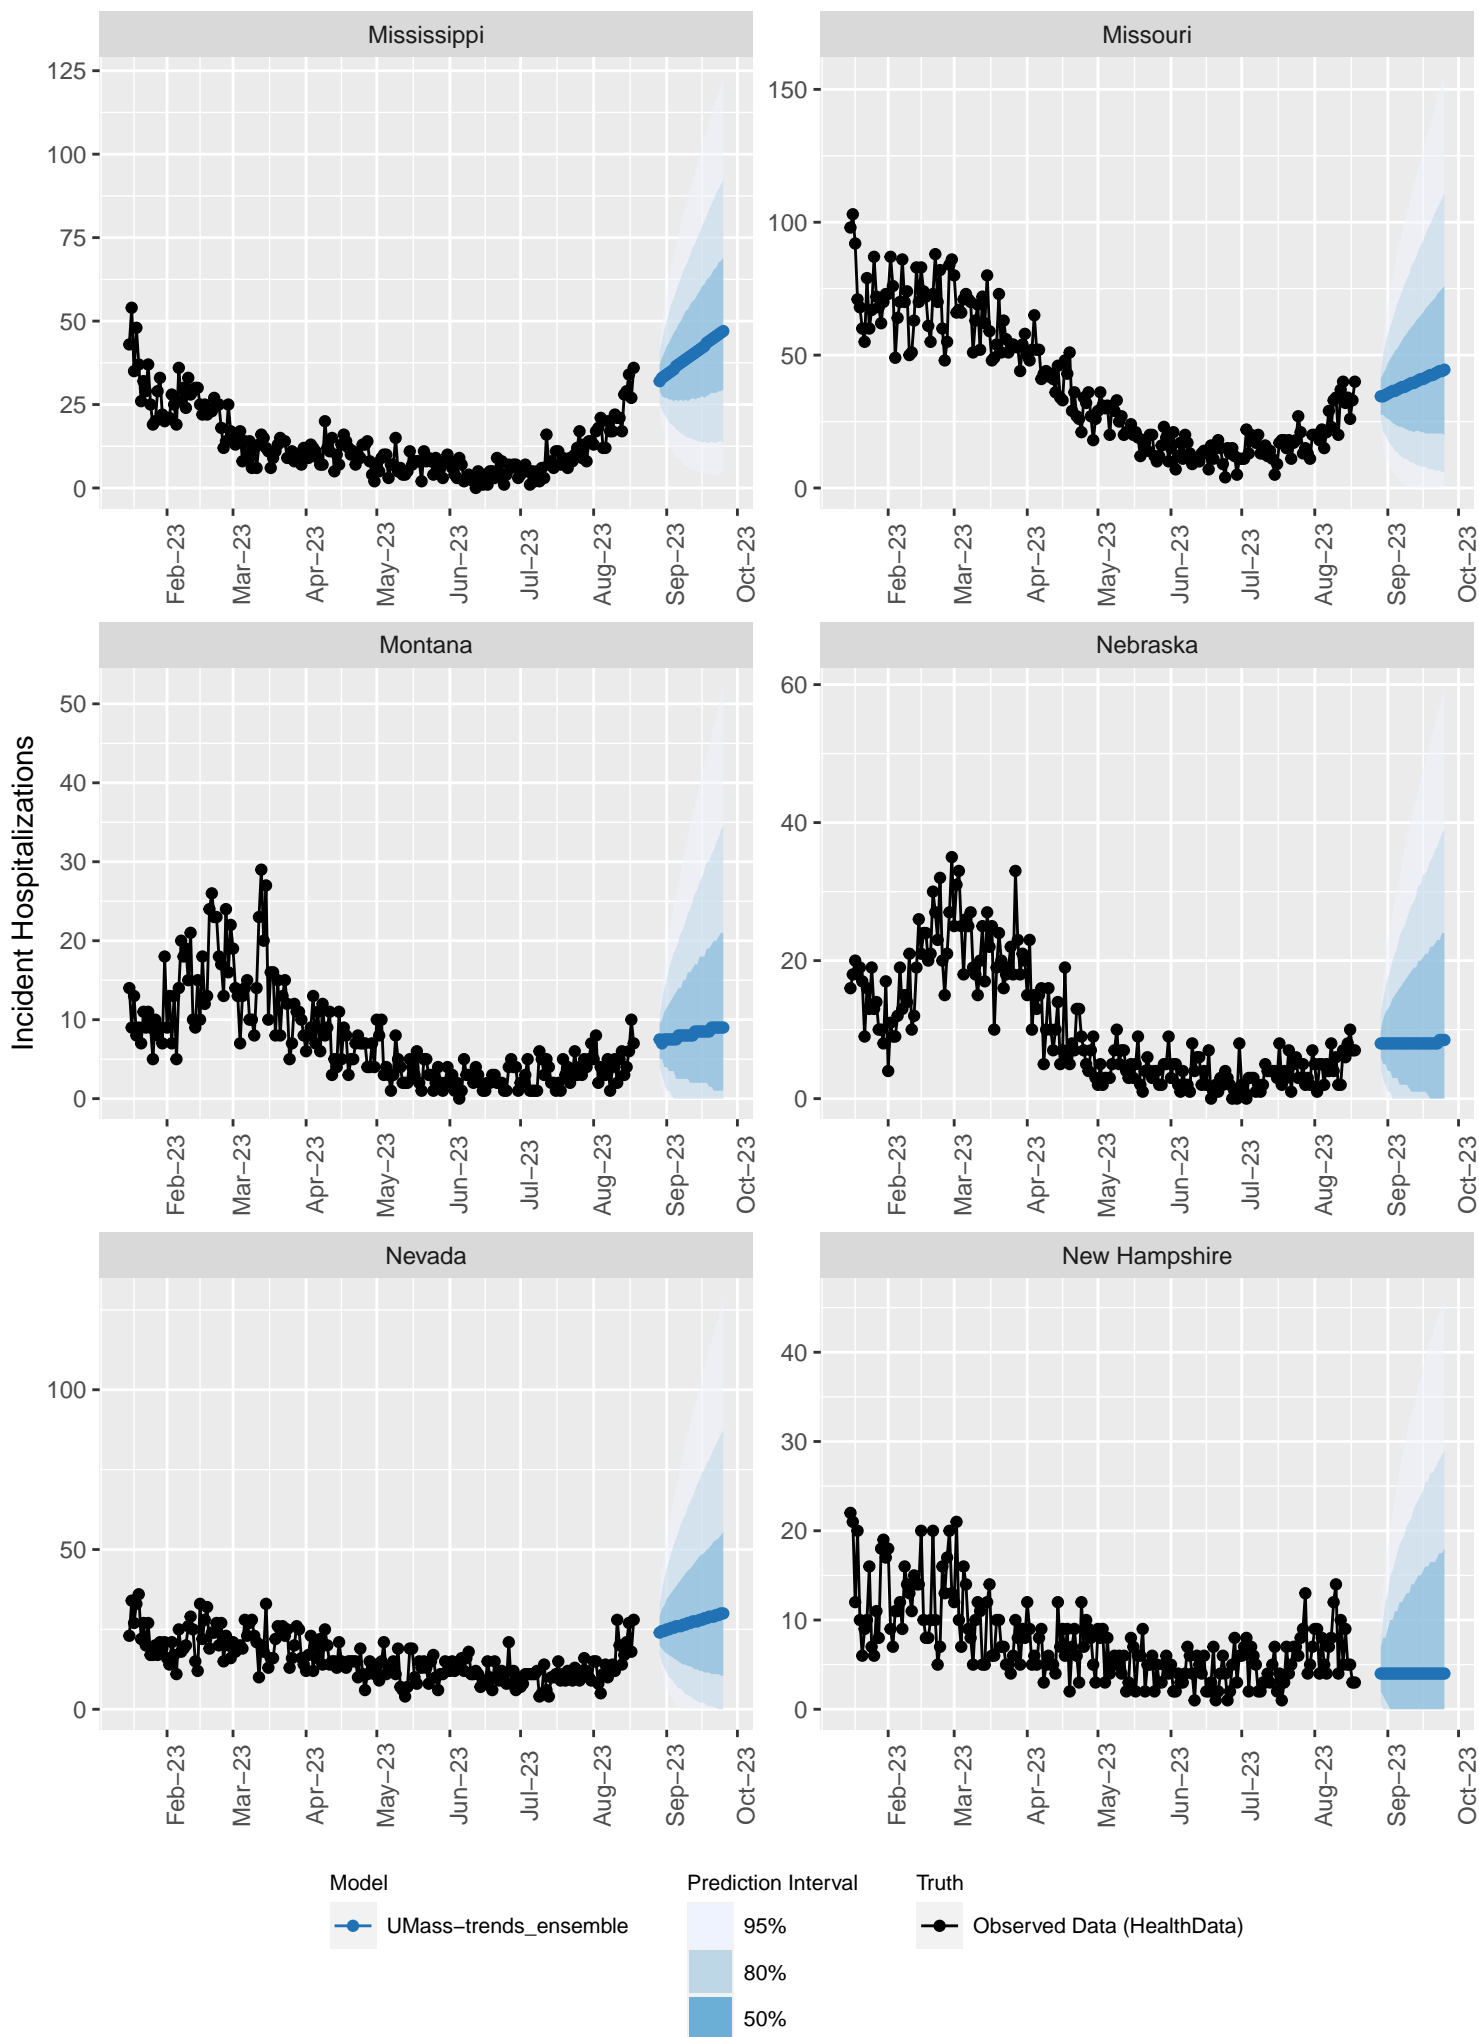 Mississippi
Missouri
125
100
75
50
25
0
150
100
50
0
Feb−23
Mar−23
Apr−23
May−23
Jun−23
Jul−23
Aug−23
Sep−23
Oct−23
Feb−23
Mar−23
Apr−23
May−23
Jun−23
Jul−23
Aug−23
Sep−23
Oct−23
Incident Hospitalizations
Montana
Nebraska
50
40
30
20
10
0
60
40
20
0
Feb−23
Mar−23
Apr−23
May−23
Jun−23
Jul−23
Aug−23
Sep−23
Oct−23
Feb−23
Mar−23
Apr−23
May−23
Jun−23
Jul−23
Aug−23
Sep−23
Oct−23
Nevada
New Hampshire
100
50
0
40
30
20
10
0
Feb−23
Mar−23
Apr−23
May−23
Jun−23
Jul−23
Aug−23
Sep−23
Oct−23
Feb−23
Mar−23
Apr−23
May−23
Jun−23
Jul−23
Aug−23
Sep−23
Oct−23
Model
UMass−trends_ensemble
Prediction Interval
95%
80%
50%
Truth
Observed Data (HealthData)